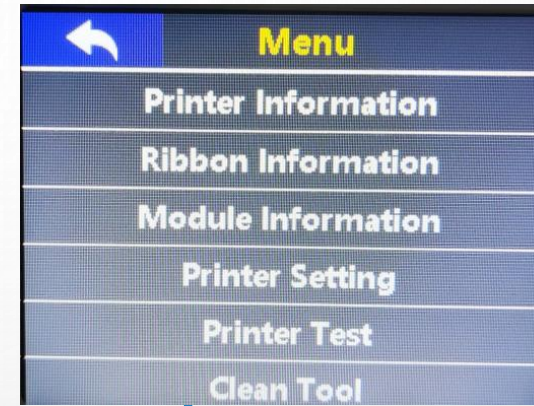 Menu
Printer Information
Ribbon Information
Module Information
Printer Setting
Printer Test
Clean Tool